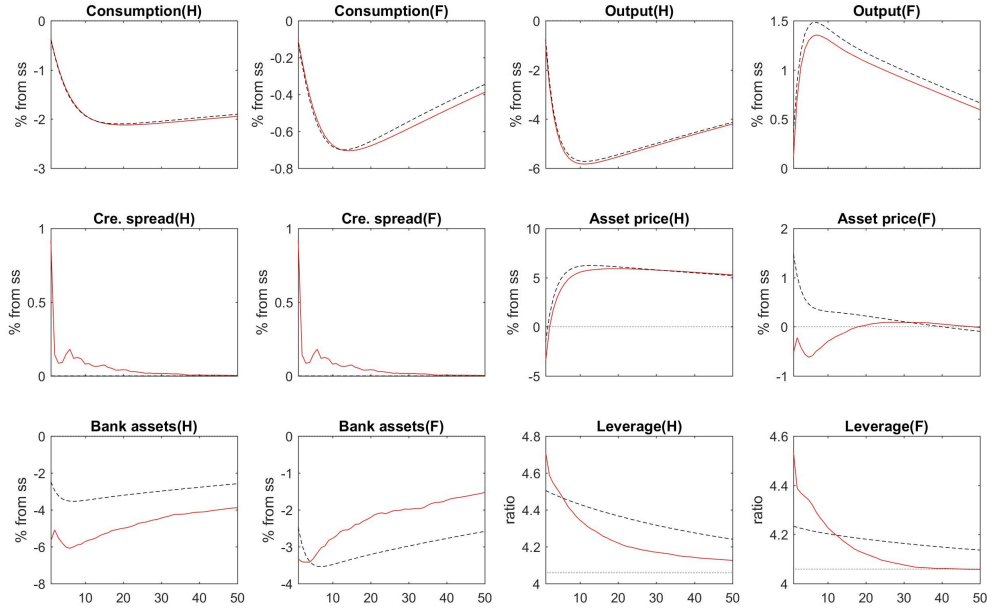 Consumption(H)
% from ss
0
-1
-2
-3
10 20 30 40 50
Consumption(F)
% from ss
0
-0.2
-0.4
-0.6
-0.8
10 20 30 40 50
Output(H)
% from ss
0
-2
-4
-6
10 20 30 40 50
Output(F)
% from ss
1.5
1
0.5
0
10 20 30 40 50
Cre. spread(H)
% from ss
1
0.5
0
10 20 30 40 50
Cre. spread(F)
% from ss
1
0.5
0
10 20 30 40 50
Asset price(H)
% from ss
10
5
0
-5
10 20 30 40 50
Asset price(F)
% from ss
2
1
0
-1
10 20 30 40 50
Bank assets(H)
% from ss
0
-2
-4
-6
-8
10 20 30 40 50
Bank assets(F)
% from ss
0
-1
-2
-3
-4
10 20 30 40 50
Leverage(H)
ratio
4.8
4.6
4.4
4.2
4
10 20 30 40 50
Leverage(F)
ratio
4.6
4.4
4.2
4
10 20 30 40 50